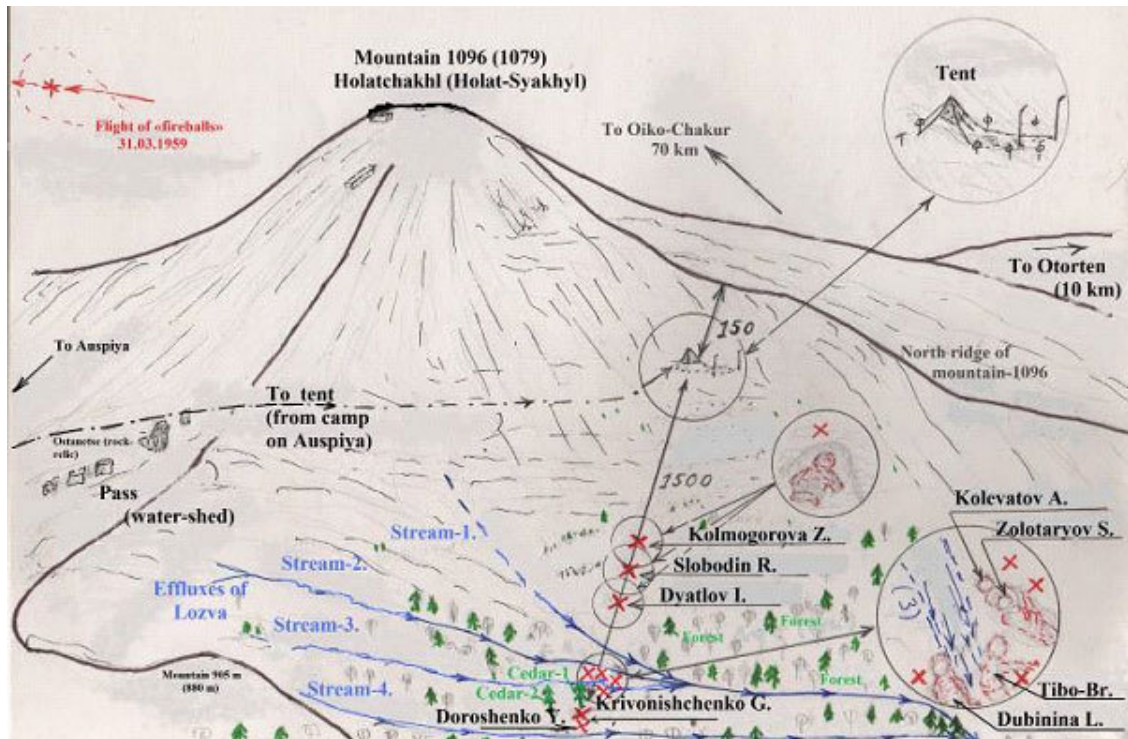 Mountain 1096 (1079)
Holatchakhl (Holat-Syakhyl)
Tent
Flight of «fireballs»
31.03.1959
To Oiko-Chakur
70 km
To Otorten
(10 km)
150
To Auspiya
North ridge of
mountain-1096
To tent
(from camp
on Auspiya)
Ostanetse (rock-
relic)
Pass
(water-shed)
1500
Kolevatov A.
Zolotaryov S.
Stream-1.
Kolmogorova Z.
Stream-2.
Slobodin R.
Effluxes of
Lozva
Dyatlov I.
(3)
Stream-3.
Forest
Forest
Mountain 905 m
(880 m)
Cedar-1
Forest
Stream-4.
Cedar-2
Krivonishchenko G.
Tibo-Br.
Doroshenko Y.
Dubinina L.